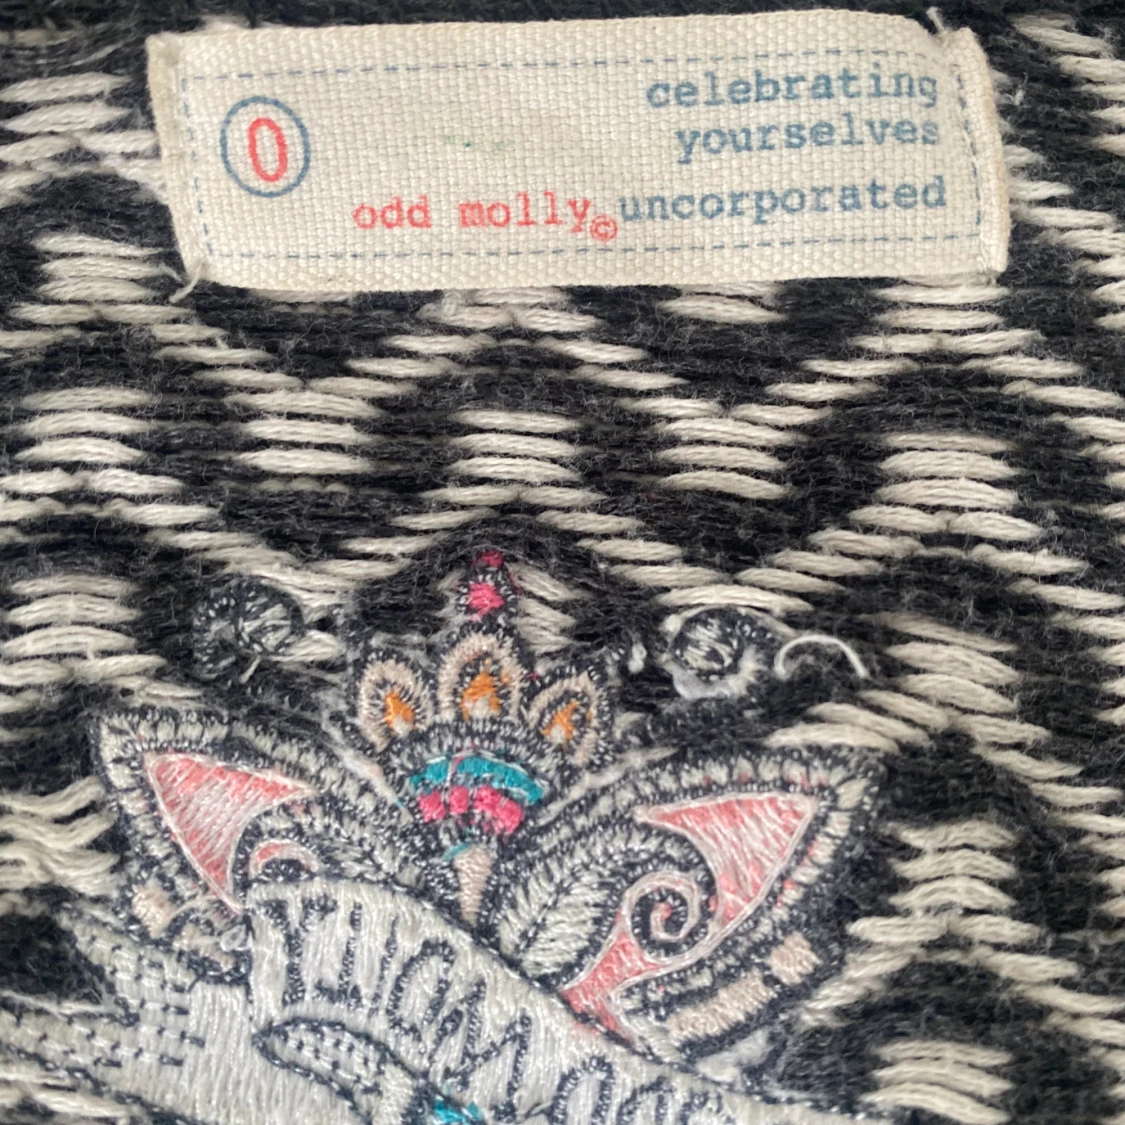 0
celebrating
yourselves
odd molly© uncorporated